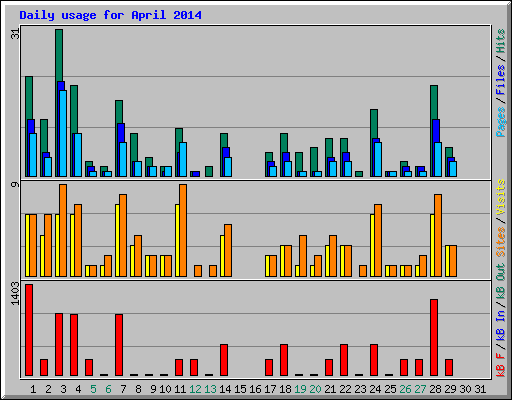 Daily usage for April 2014
31
9
1403
Pages / Files / Hits
Sites / Visits
kB F / kB In / kB Out
1 2 3 4 5 6 7 8 9 10 11 12 13 14 15 16 17 18 19 20 21 22 23 24 25 26 27 28 29 30 31